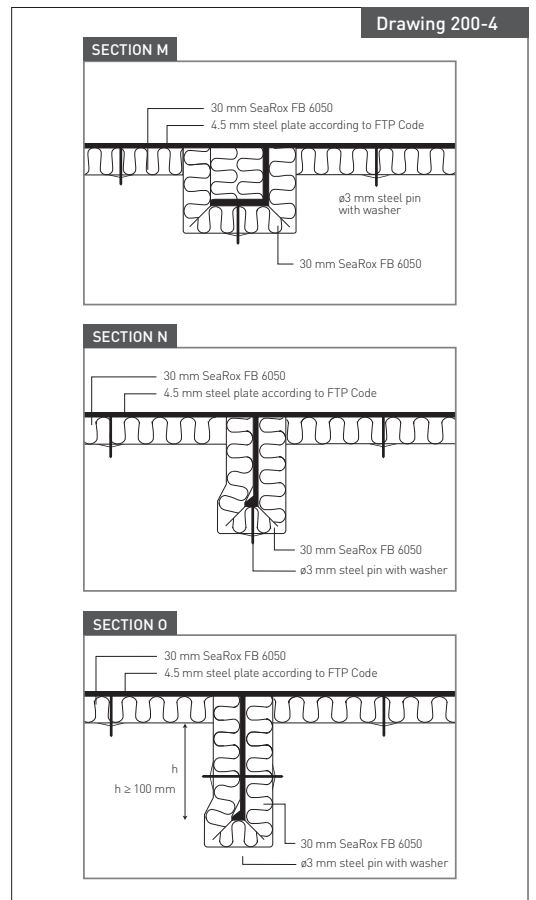 Drawing 200-4
SECTION M
30 mm SeaRox FB 6050
4.5 mm steel plate according to FTP Code
ø3 mm steel pin
with washer
30 mm SeaRox FB 6050
SECTION N
30 mm SeaRox FB 6050
4.5 mm steel plate according to FTP Code
30 mm SeaRox FB 6050
ø3 mm steel pin with washer
SECTION O
30 mm SeaRox FB 6050
4.5 mm steel plate according to FTP Code
h
h ≥ 100 mm
30 mm SeaRox FB 6050
ø3 mm steel pin with washer